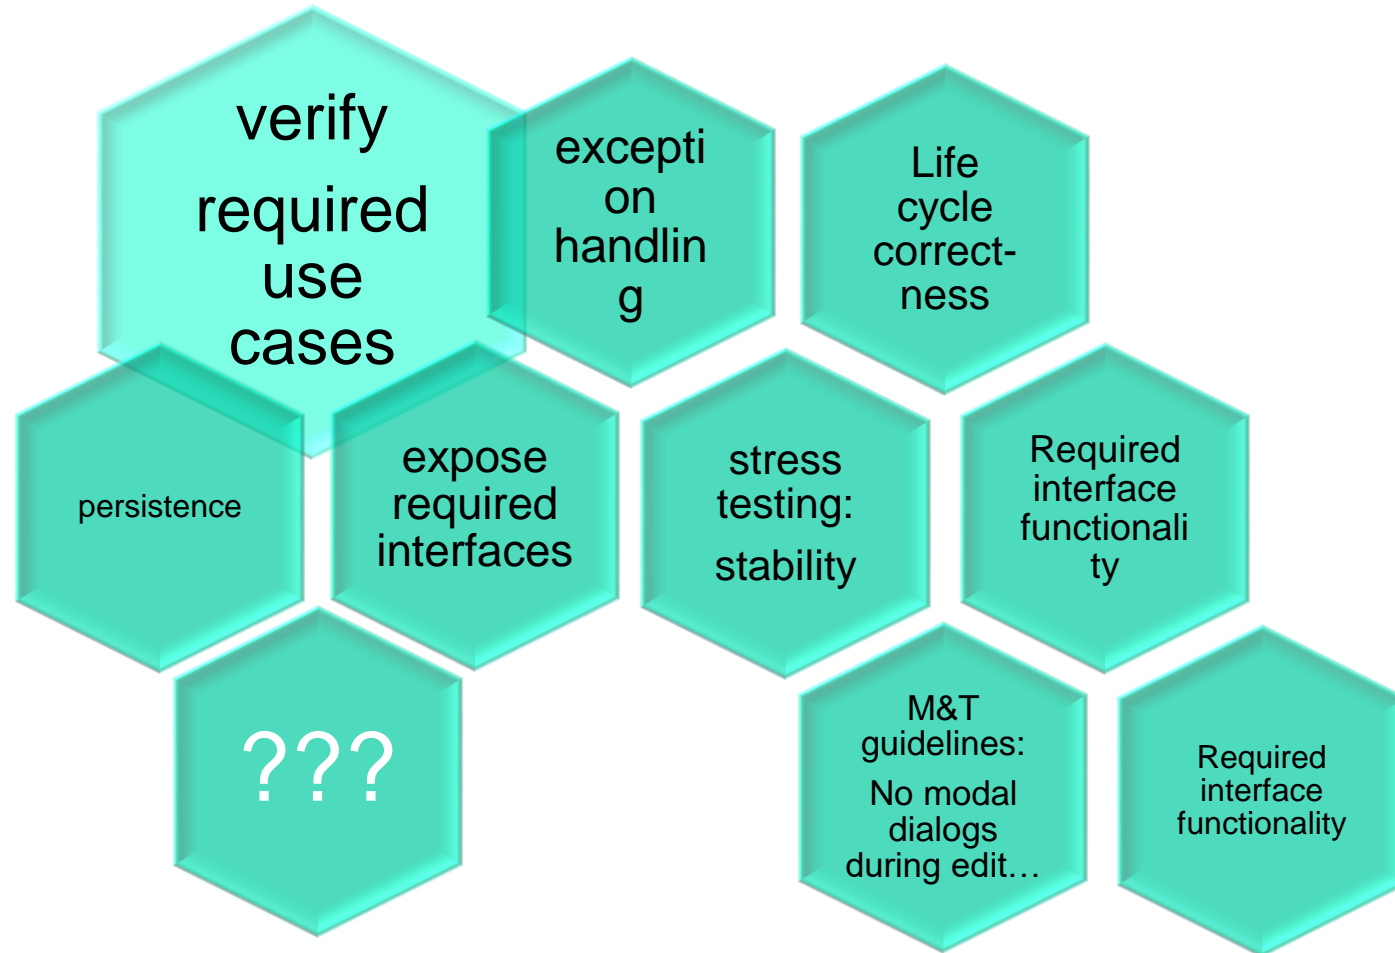 verify
required
use
cases
excepti
on
handlin
g
Life
cycle
correct-
ness
persistence
expose
required
interfaces
stress
testing:
stability
Required
interface
functionali
ty
???
M&T
guidelines:
No modal
dialogs
during edit…
Required
interface
functionality